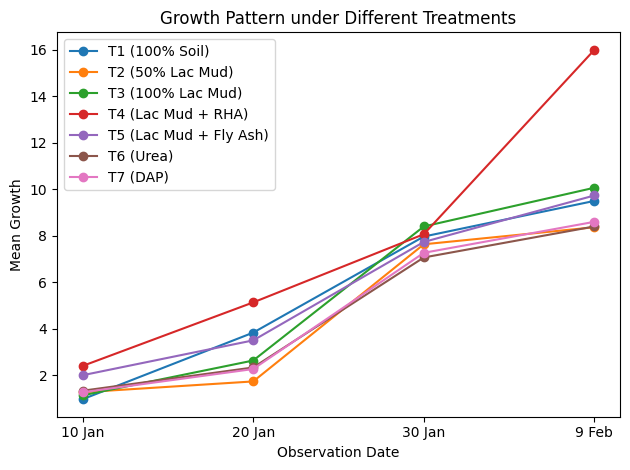 Growth Pattern under Different Treatments
T1 (100% Soil)
T2 (50% Lac Mud)
T3 (100% Lac Mud)
T4 (Lac Mud + RHA)
T5 (Lac Mud + Fly Ash)
T6 (Urea)
T7 (DAP)
Mean Growth
16
14
12
10
8
6
4
2
10 Jan 20 Jan 30 Jan 9 Feb
Observation Date